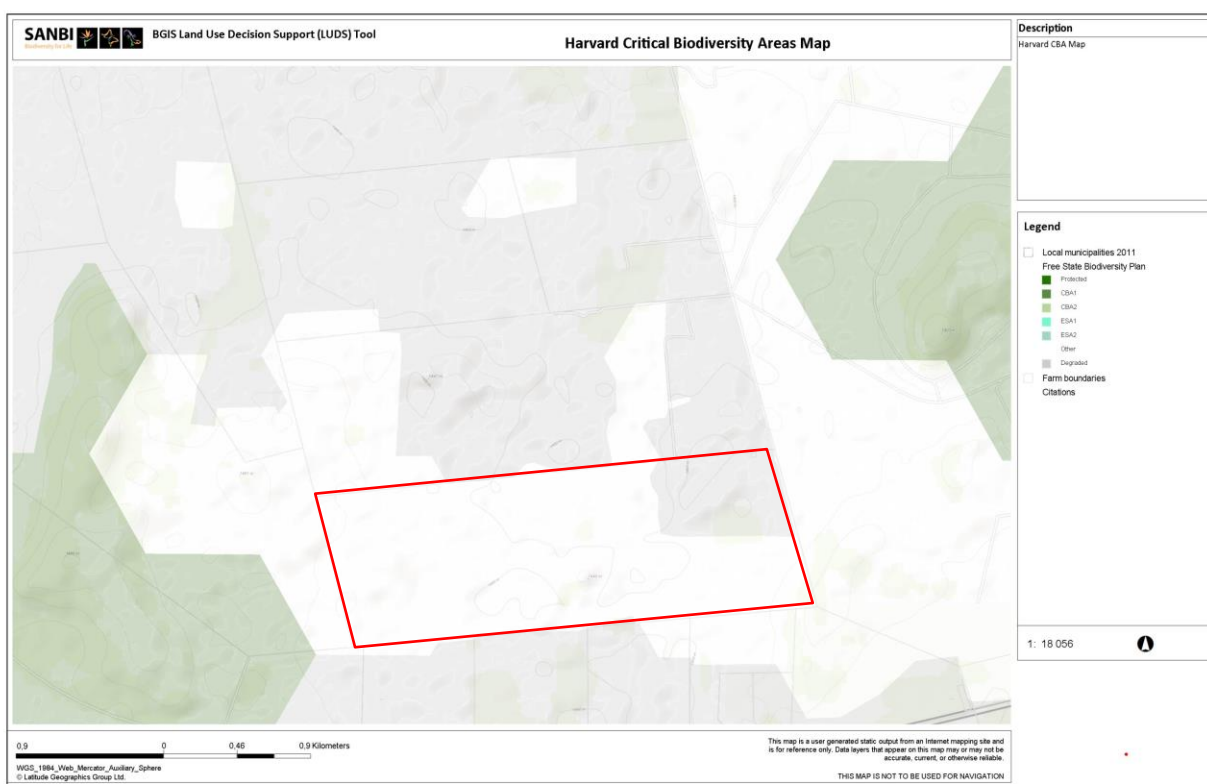 SANBI
Biodiversity for Life
BGIS Land Use Decision Support (LUDS) Tool
Harvard Critical Biodiversity Areas Map
Description
Harvard CBA Map
Legend
Local municipalities 2011
Free State Biodiversity Plan
Protected
CBA1
CBA2
ESA1
ESA2
Other
Degraded
Farm boundaries
Citations
1: 18 056
0,9 0 0,46 0,9 Kilometers
WGS_1984_Web_Mercator_Auxiliary_Sphere
© Latitude Geographics Group Ltd.
This map is a user generated static output from an Internet mapping site and
is for reference only. Data layers that appear on this map may or may not be
accurate, current, or otherwise reliable.
THIS MAP IS NOT TO BE USED FOR NAVIGATION